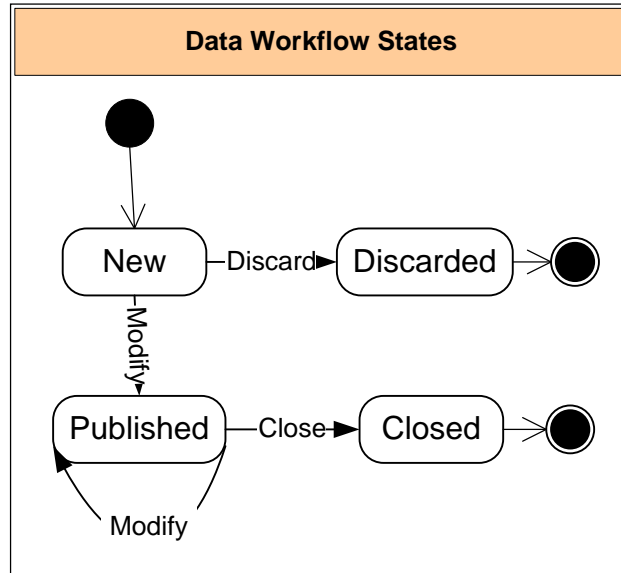 Data Workflow States
New
Discard
Discarded
Modify
Published
Close
Closed
Modify